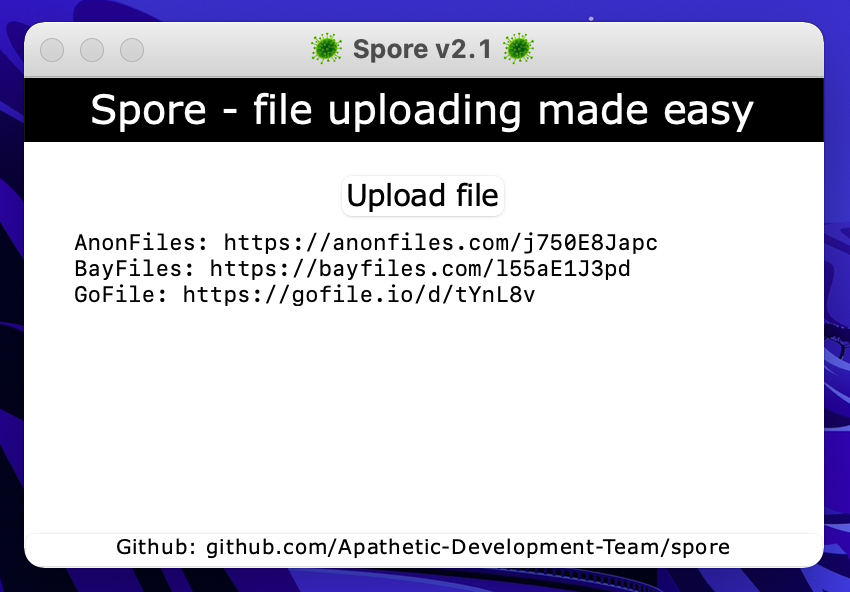 🦠 Spore v2.1 🦠
Spore - file uploading made easy
Upload file
AnonFiles: https://anonfiles.com/j750E8Japc
BayFiles: https://bayfiles.com/l55aE1J3pd
GoFile: https://gofile.io/d/tYnL8v
Github: github.com/Apathetic-Development-Team/spore